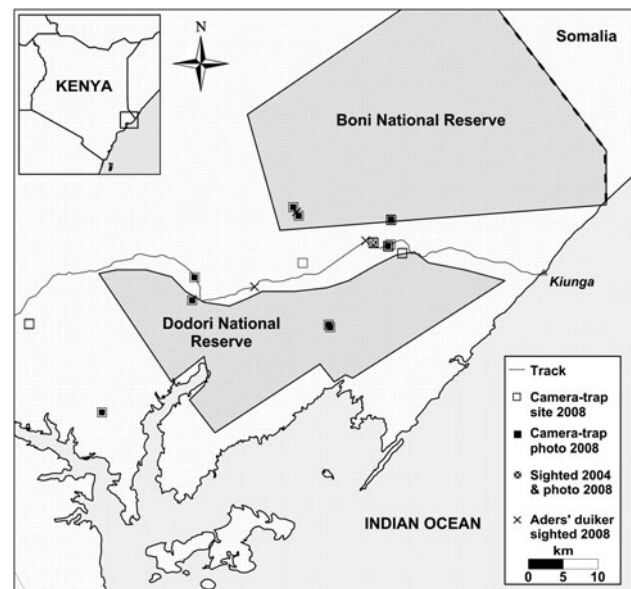 KENYA
N
Somalia
Boni National Reserve
Kiunga
Dodori National
Reserve
INDIAN OCEAN
Track
Camera-trap
site 2008
Camera-trap
photo 2008
Sighted 2004
& photo 2008
Aders' duiker
sighted 2008
km
0 5 10